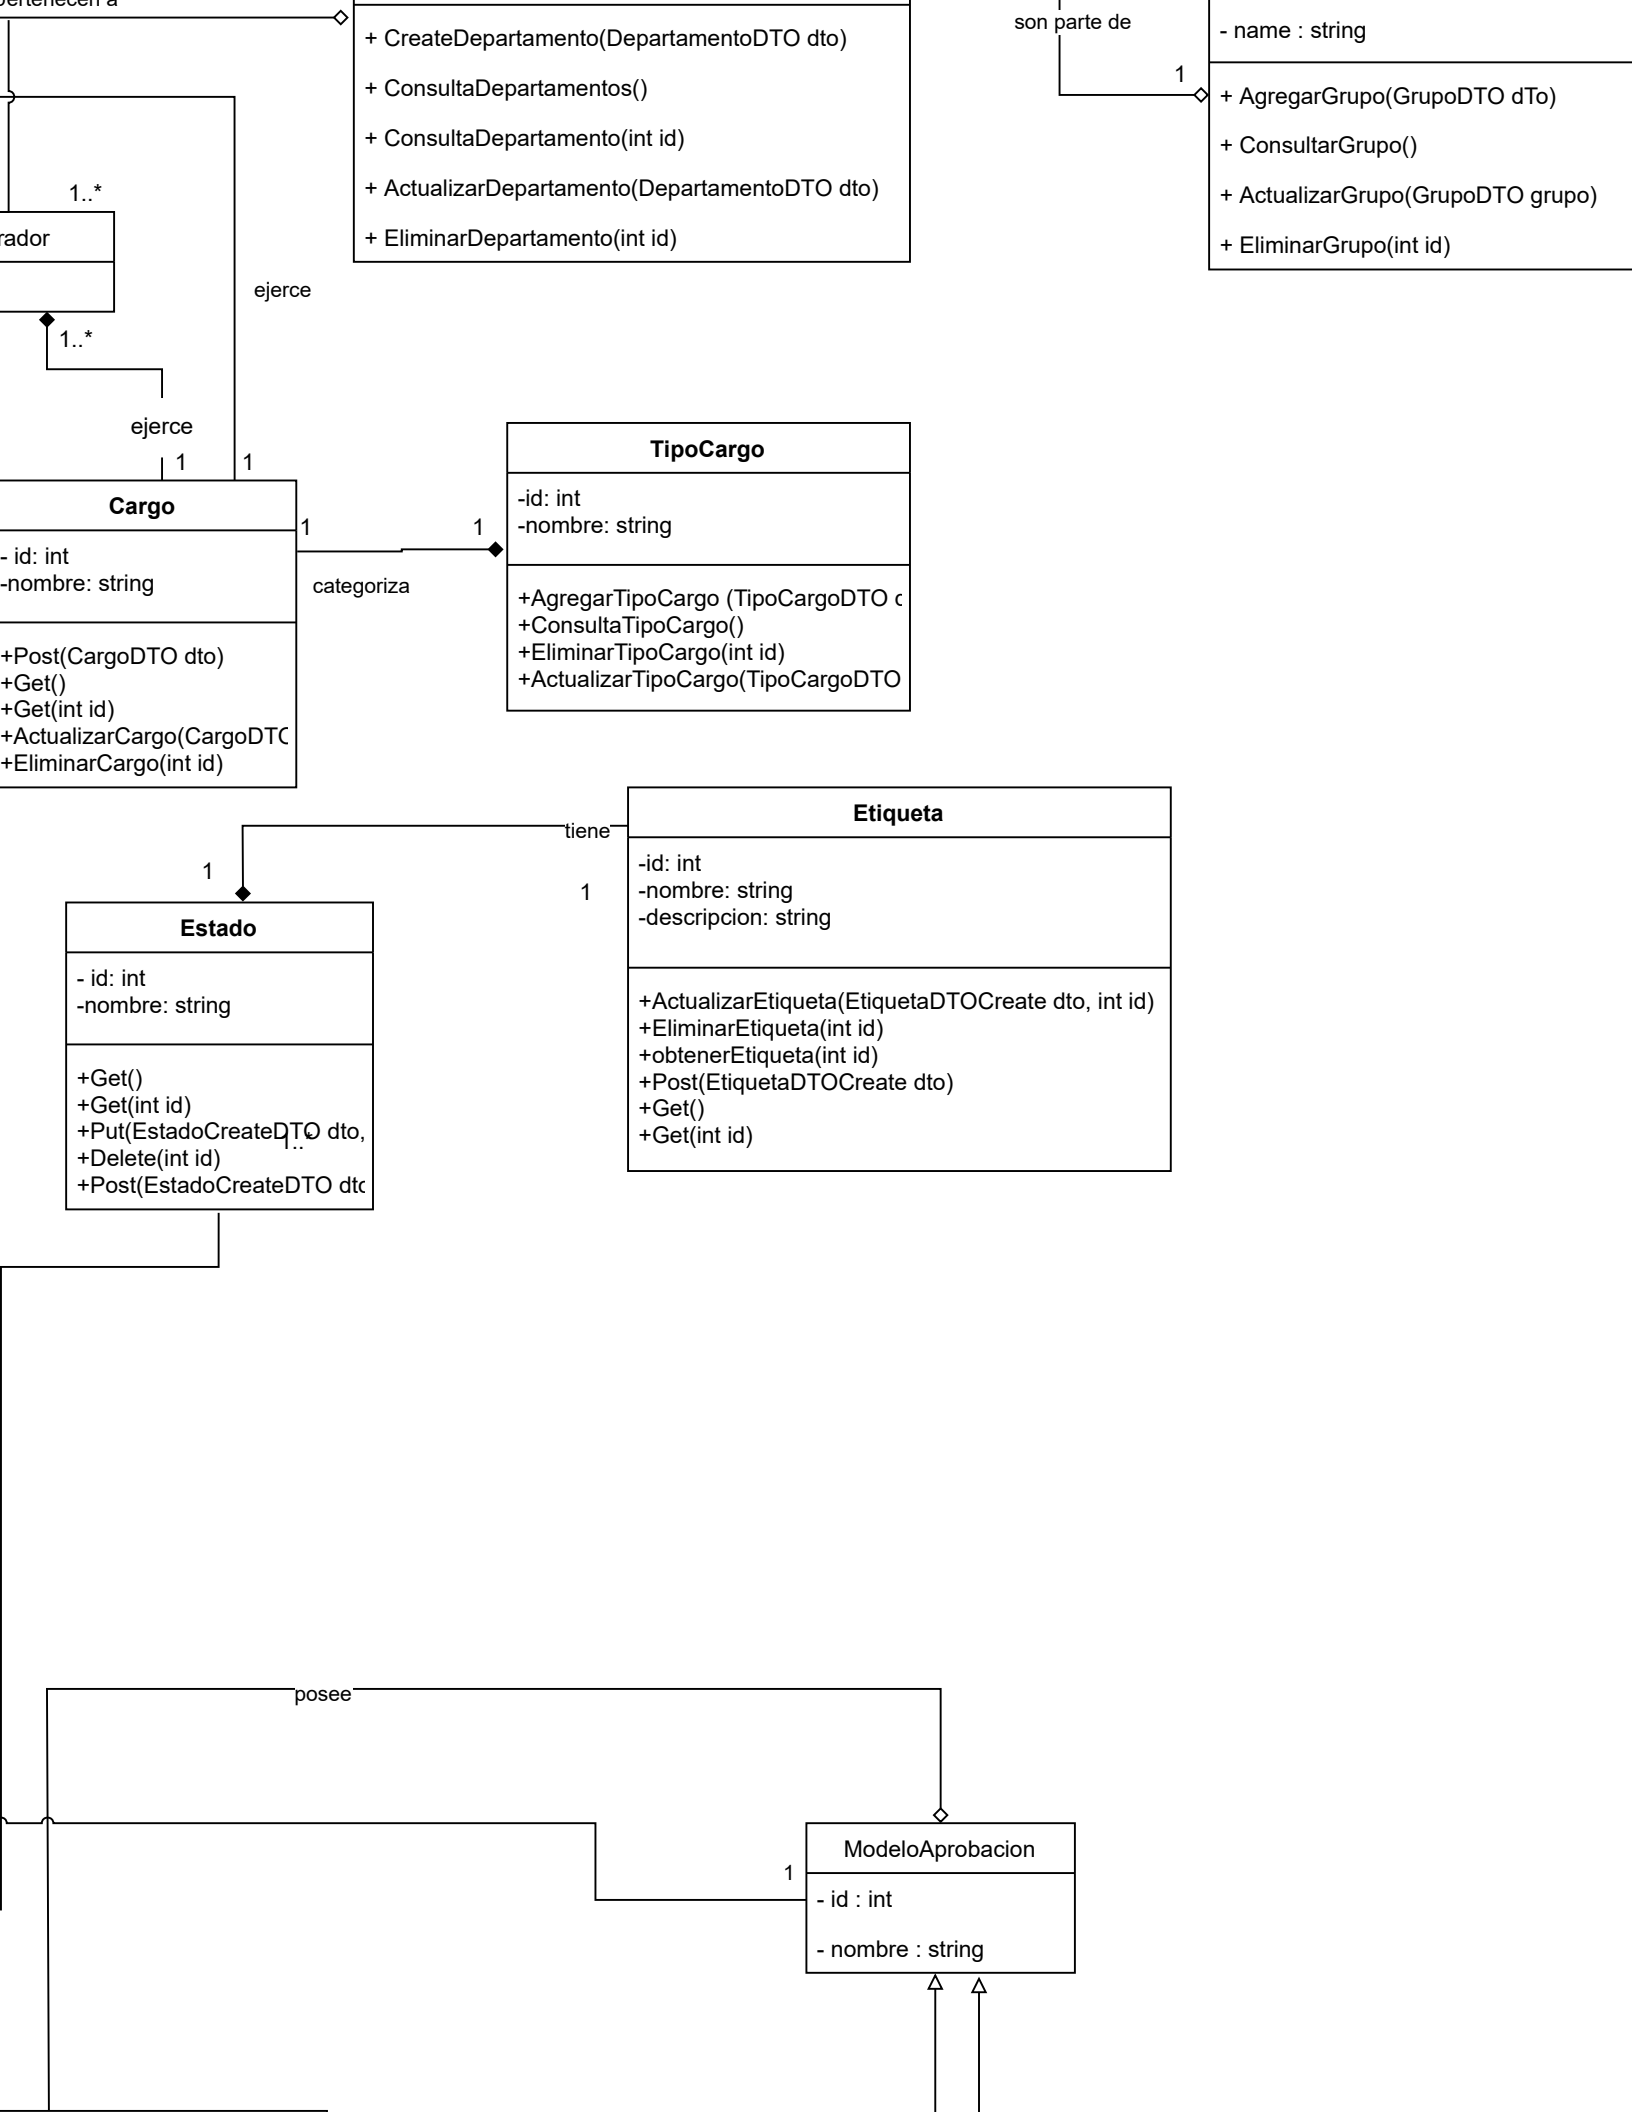 + CreateDepartamento(DepartamentoDTO dto)
+ ConsultaDepartamentos()
+ ConsultaDepartamento(int id)
+ ActualizarDepartamento(DepartamentoDTO dto)
+ EliminarDepartamento(int id)
son parte de
1
- name : string
+ AgregarGrupo(GrupoDTO dTo)
+ ConsultarGrupo()
+ ActualizarGrupo(GrupoDTO grupo)
+ EliminarGrupo(int id)
1..*
rador
1..*
ejerce
ejerce
1
1
Cargo
- id: int
-nombre: string
+Post(CargoDTO dto)
+Get()
+Get(int id)
+ActualizarCargo(CargoDTO
+EliminarCargo(int id)
1
1
categoriza
TipoCargo
-id: int
-nombre: string
+AgregarTipoCargo (TipoCargoDTO
+ConsultaTipoCargo()
+EliminarTipoCargo(int id)
+ActualizarTipoCargo(TipoCargoDTO
tiene
1
1
Etiqueta
-id: int
-nombre: string
-descripcion: string
+ActualizarEtiqueta(EtiquetaDTOCreate dto, int id)
+EliminarEtiqueta(int id)
+obtenerEtiqueta(int id)
+Post(EtiquetaDTOCreate dto)
+Get()
+Get(int id)
Estado
- id: int
-nombre: string
+Get()
+Get(int id)
+Put(EstadoCreateDTO dto,
1..*
+Delete(int id)
+Post(EstadoCreateDTO
posee
1
ModeloAprobacion
- id : int
- nombre : string